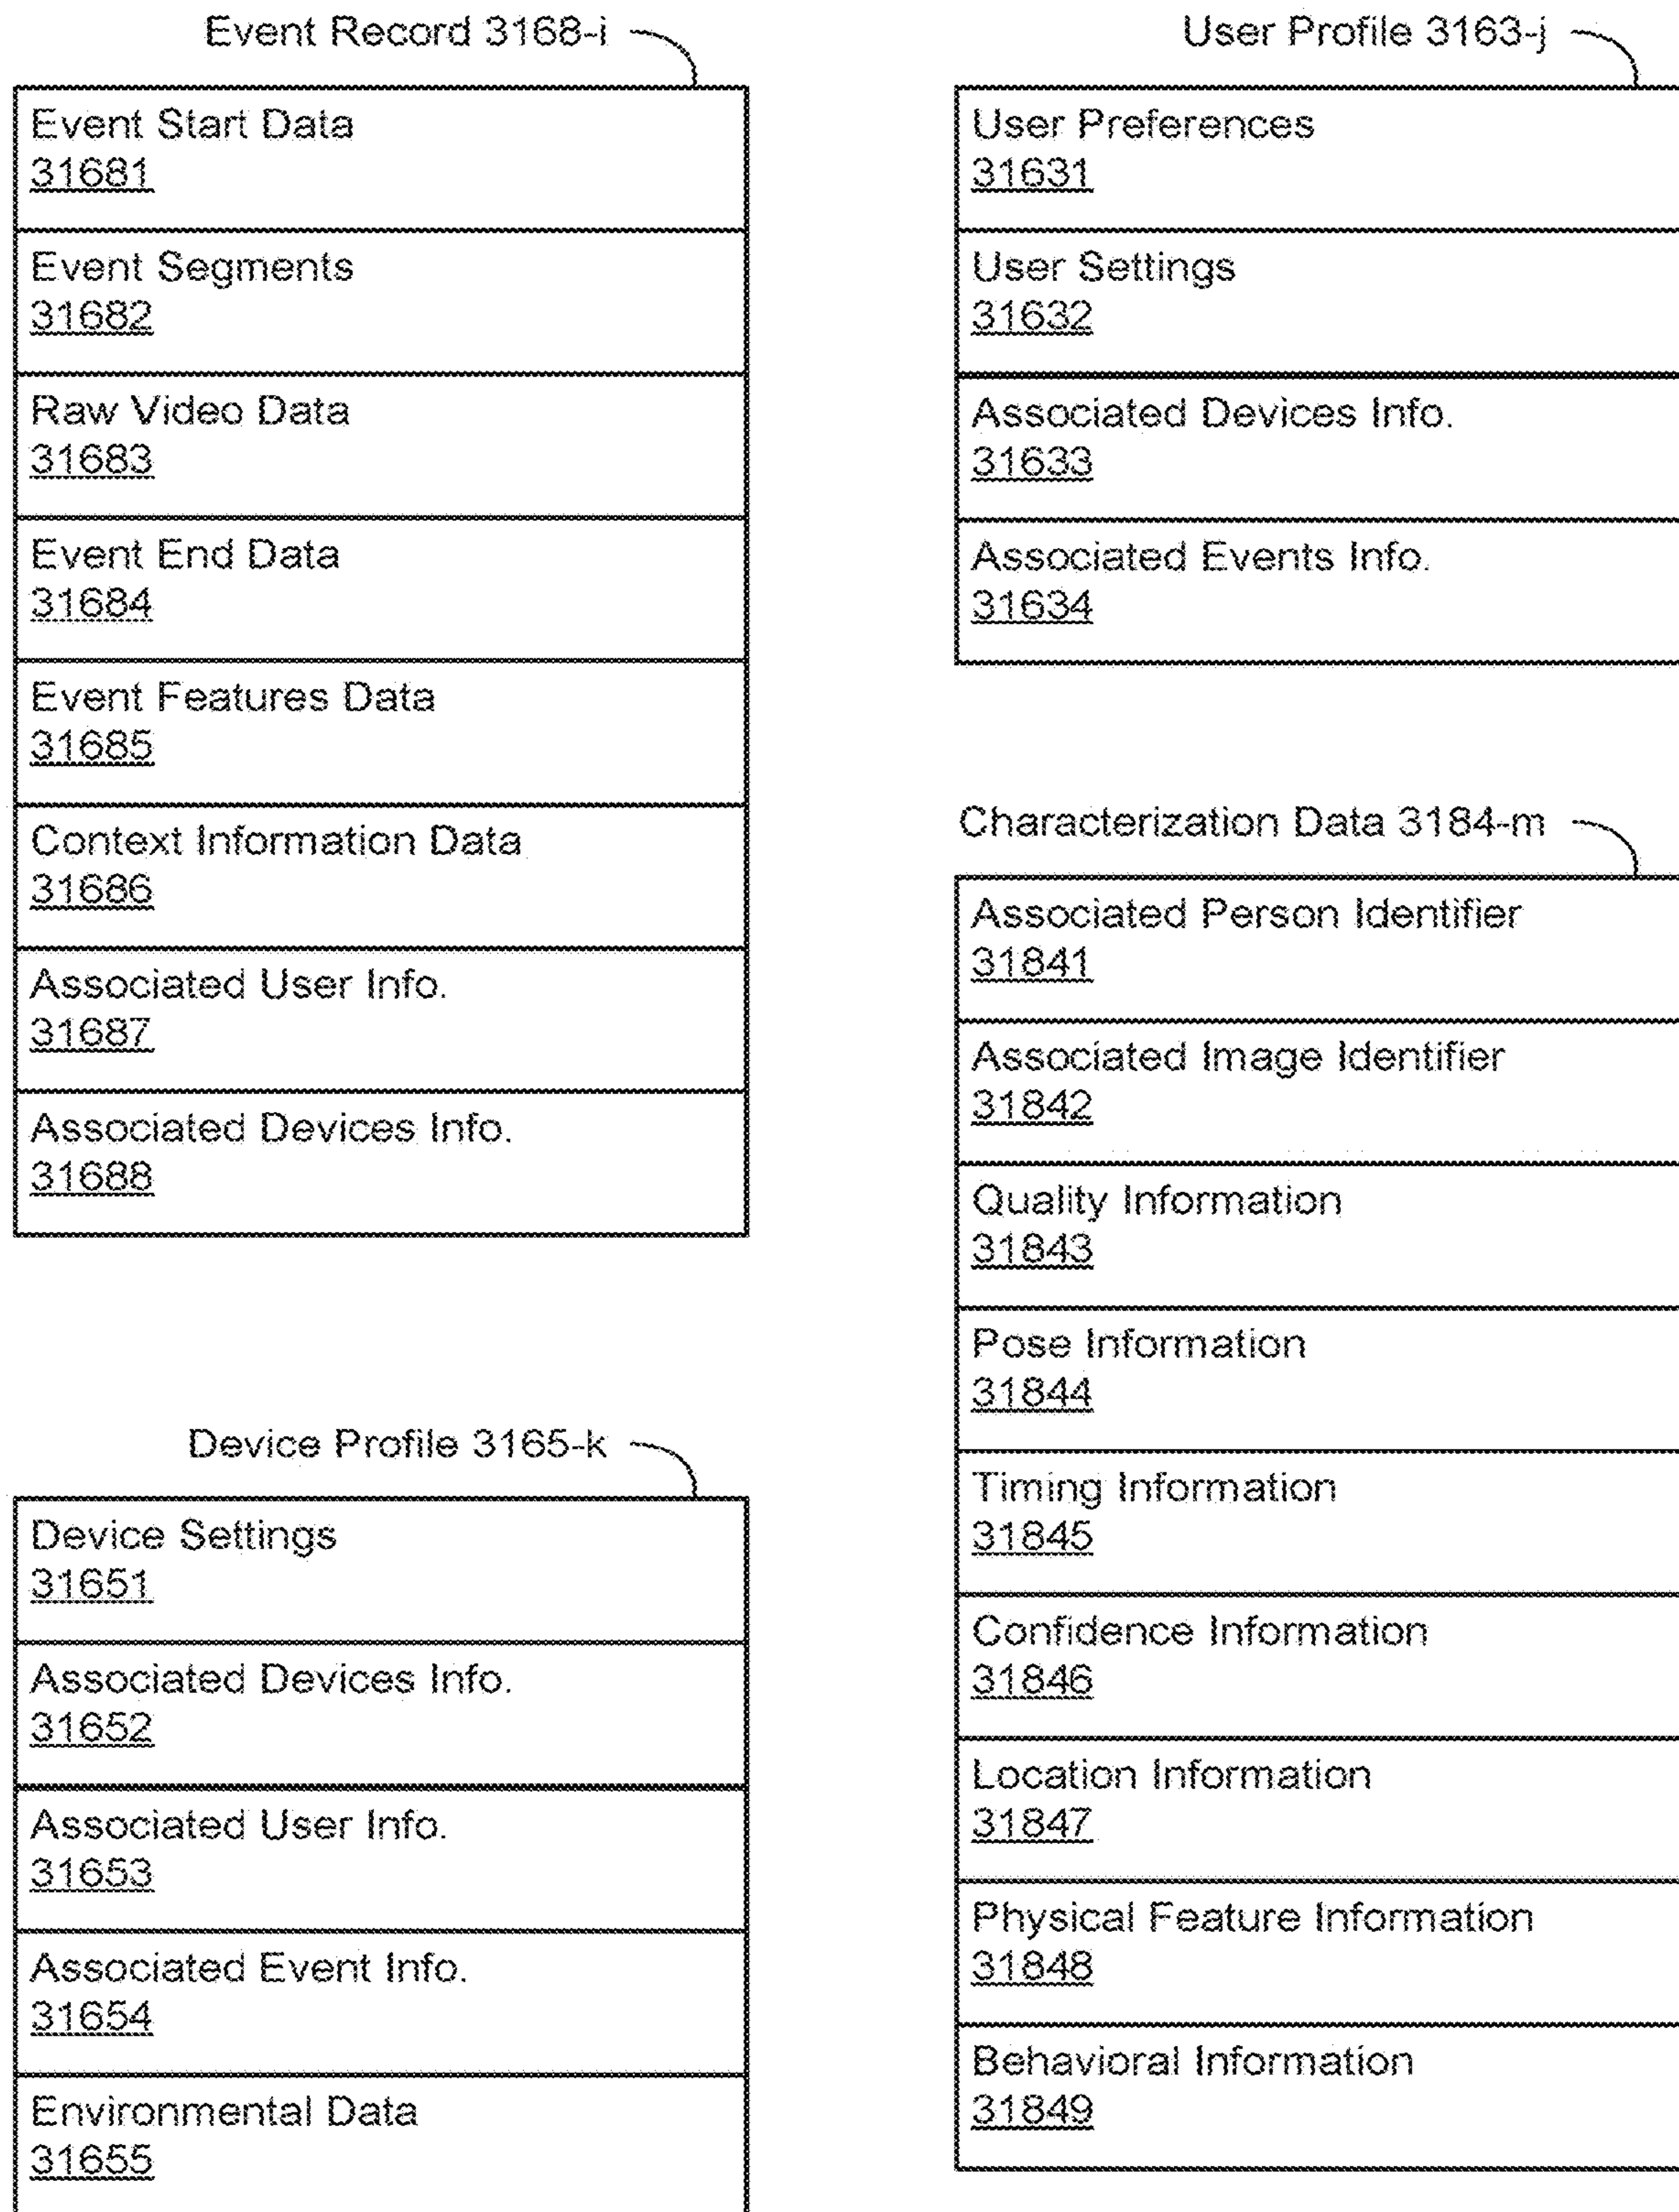 Event Record 3168-i
Event Start Data
31681
Event Segments
31682
Raw Video Data
31683
Event End Data
31684
Event Features Data
31685
Context Information Data
31686
Associated User Info.
31687
Associated Devices Info.
31688
Device Profile 3165-k
Device Settings
31651
Associated Devices Info.
31652
Associated User Info.
31653
Associated Event Info.
31654
Environmental Data
31655
User Profile 3163-j
User Preferences
31631
User Settings
31632
Associated Devices Info.
31633
Associated Events Info.
31634
Characterization Data 3184-m
Associated Person Identifier
31841
Associated Image Identifier
31842
Quality Information
31843
Pose Information
31844
Timing Information
31845
Confidence Information
31846
Location Information
31847
Physical Feature Information
31848
Behavioral Information
31849